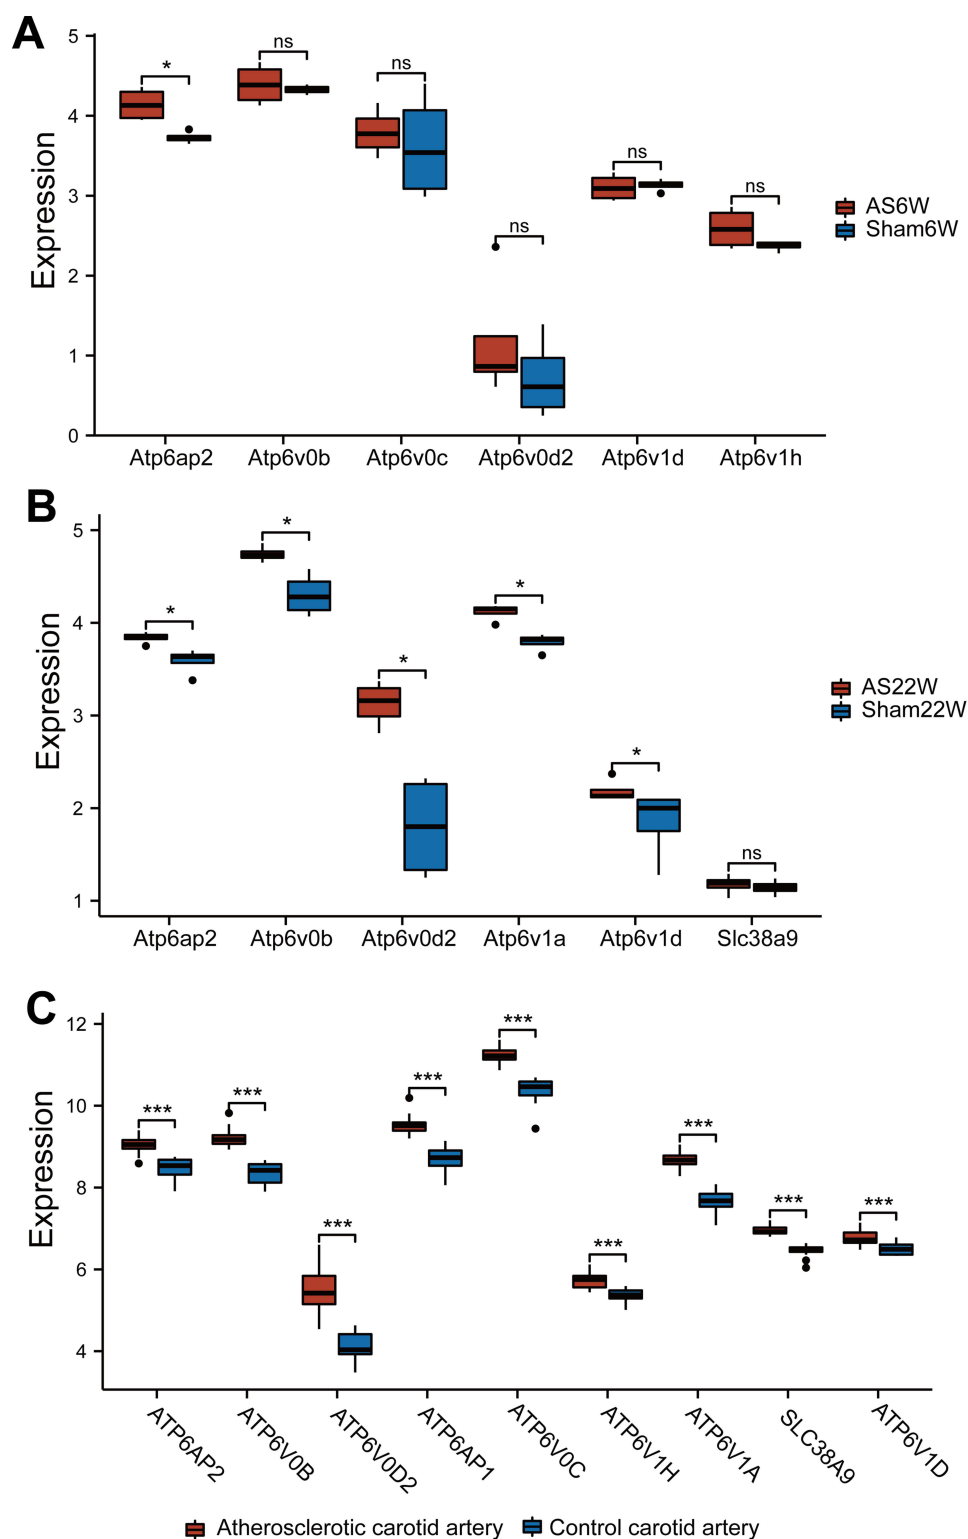 A
Expression
5
4
3
2
1
0
* ns ns ns ns ns
Atp6ap2 Atp6v0b Atp6v0c Atp6v0d2 Atp6v1d Atp6v1h
AS6W
Sham6W
B
Expression
5
4
3
2
1
* * * * * ns
Atp6ap2 Atp6v0b Atp6v0d2 Atp6v1a Atp6v1d Slc38a9
AS22W
Sham22W
C
Expression
12
10
8
6
4
*** *** *** *** *** *** *** *** ***
ATP6AP2 ATP6V0B ATP6V0D2 ATP6AP1 ATP6V0C ATP6V1H ATP6V1A SLC38A9 ATP6V1D
Atherosclerotic carotid artery Control carotid artery